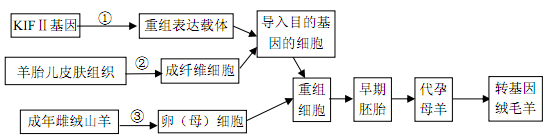 KIFⅡ基因
①
重组表达载体
导入目的基
因的细胞
羊胎儿皮肤组织
②
成纤维细胞
成年雌绒山羊
③
卵（母）细胞
重组
细胞
早期
胚胎
代孕
母羊
转基因
绒毛羊